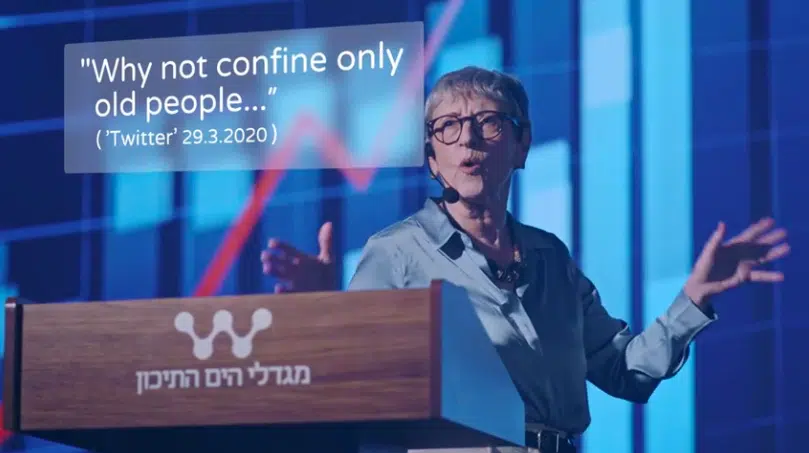 "Why not confine only
old people..."
('Twitter' 29.3.2020)
מגדלי הים התיכון